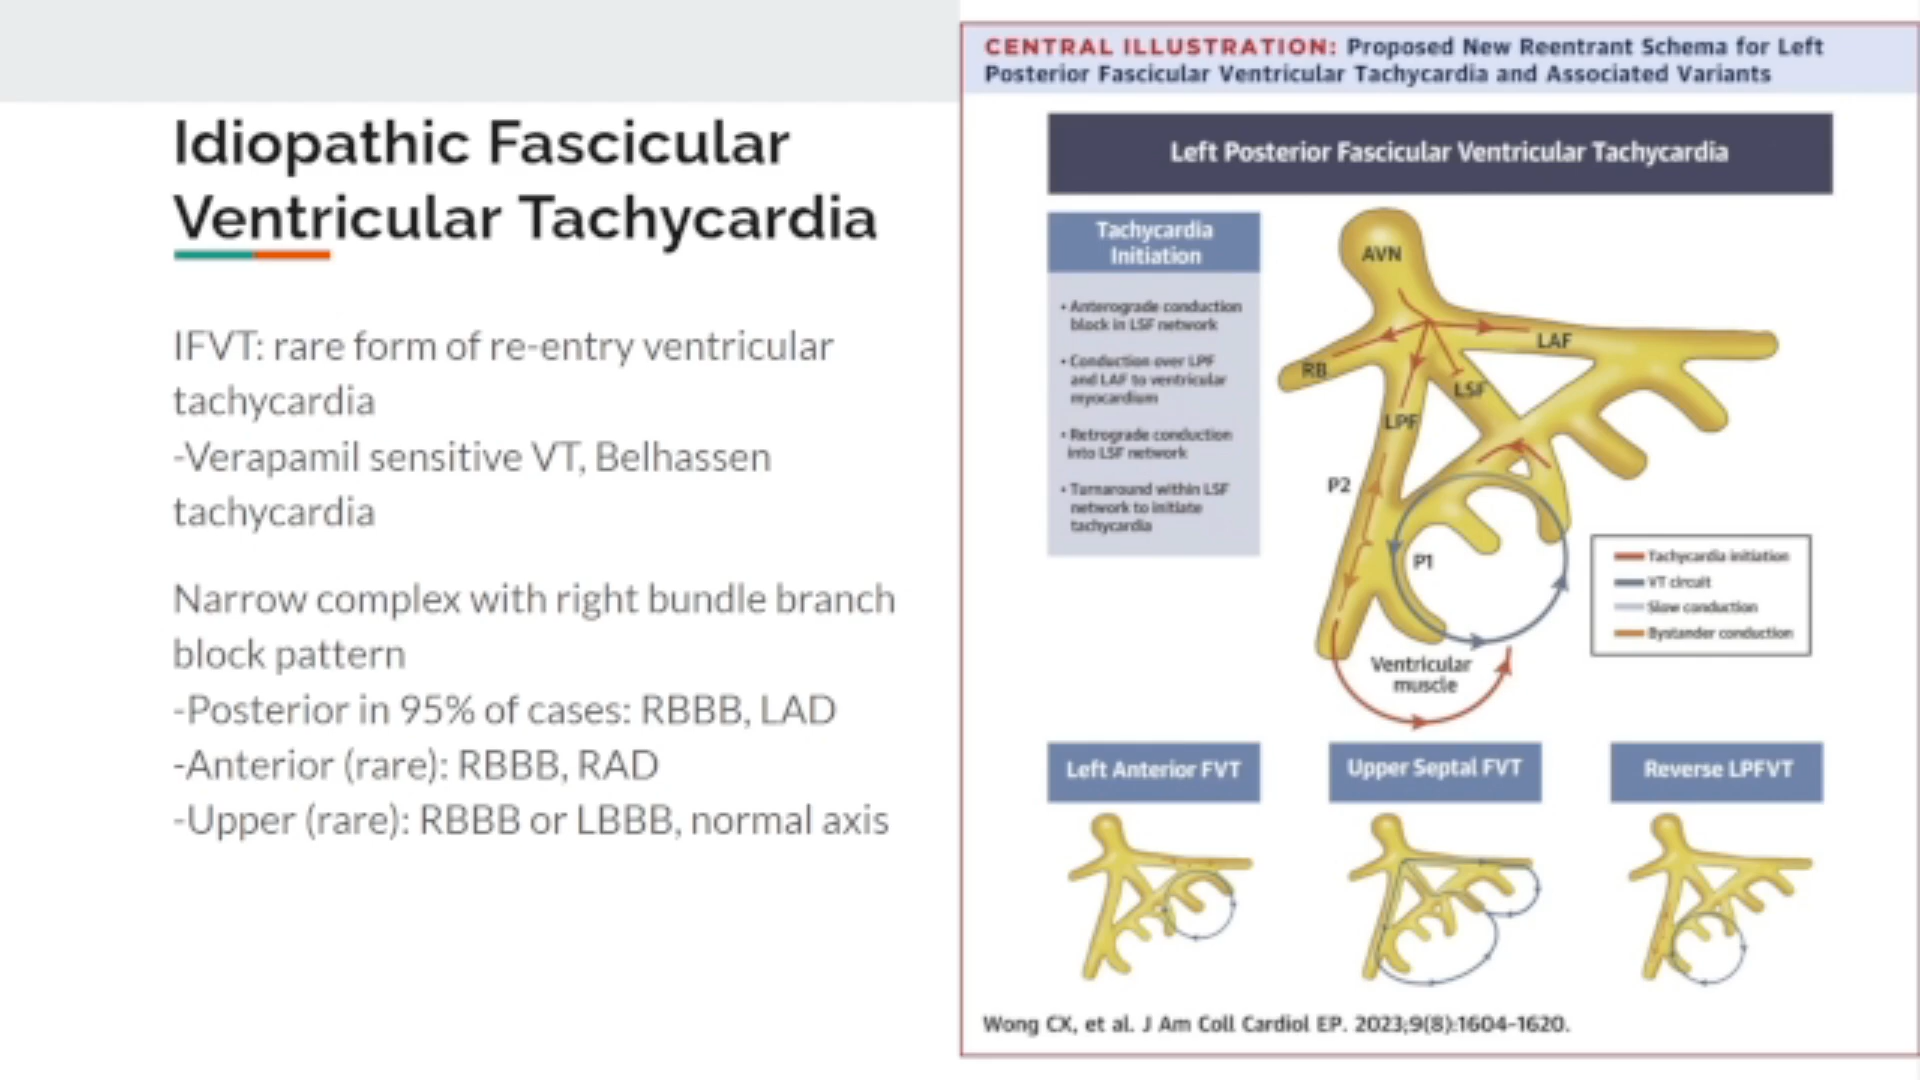 Idiopathic Fascicular
Ventricular Tachycardia
IFVT: rare form of re-entry ventricular
tachycardia
-Verapamil sensitive VT, Belhassen
tachycardia
Narrow complex with right bundle branch
block pattern
-Posterior in 95% of cases: RBBB, LAD
-Anterior (rare): RBBB, RAD
-Upper (rare): RBBB or LBBB, normal axis
CENTRAL ILLUSTRATION: Proposed New Reentrant Schema for Left
Posterior Fascicular Ventricular Tachycardia and Associated Variants
Left Posterior Fascicular Ventricular Tachycardia
Tachycardia
Initiation
• Anterograde conduction
block in LSF network
• Conduction over LPF
and LAF to ventricular
myocardium
• Retrograde conduction
into LSF network
• Turnaround within LSF
network to initiate
tachycardia
AVN
LAF
RB
LSF
LPF
P2
P1
Ventricular
muscle
Tachycardia initiation
VT circuit
Slow conduction
Bystander conduction
Left Anterior FVT
Upper Septal FVT
Reverse LPFVT
Wong CX, et al. J Am Coll Cardiol EP. 2023;9(8):1604-1620.